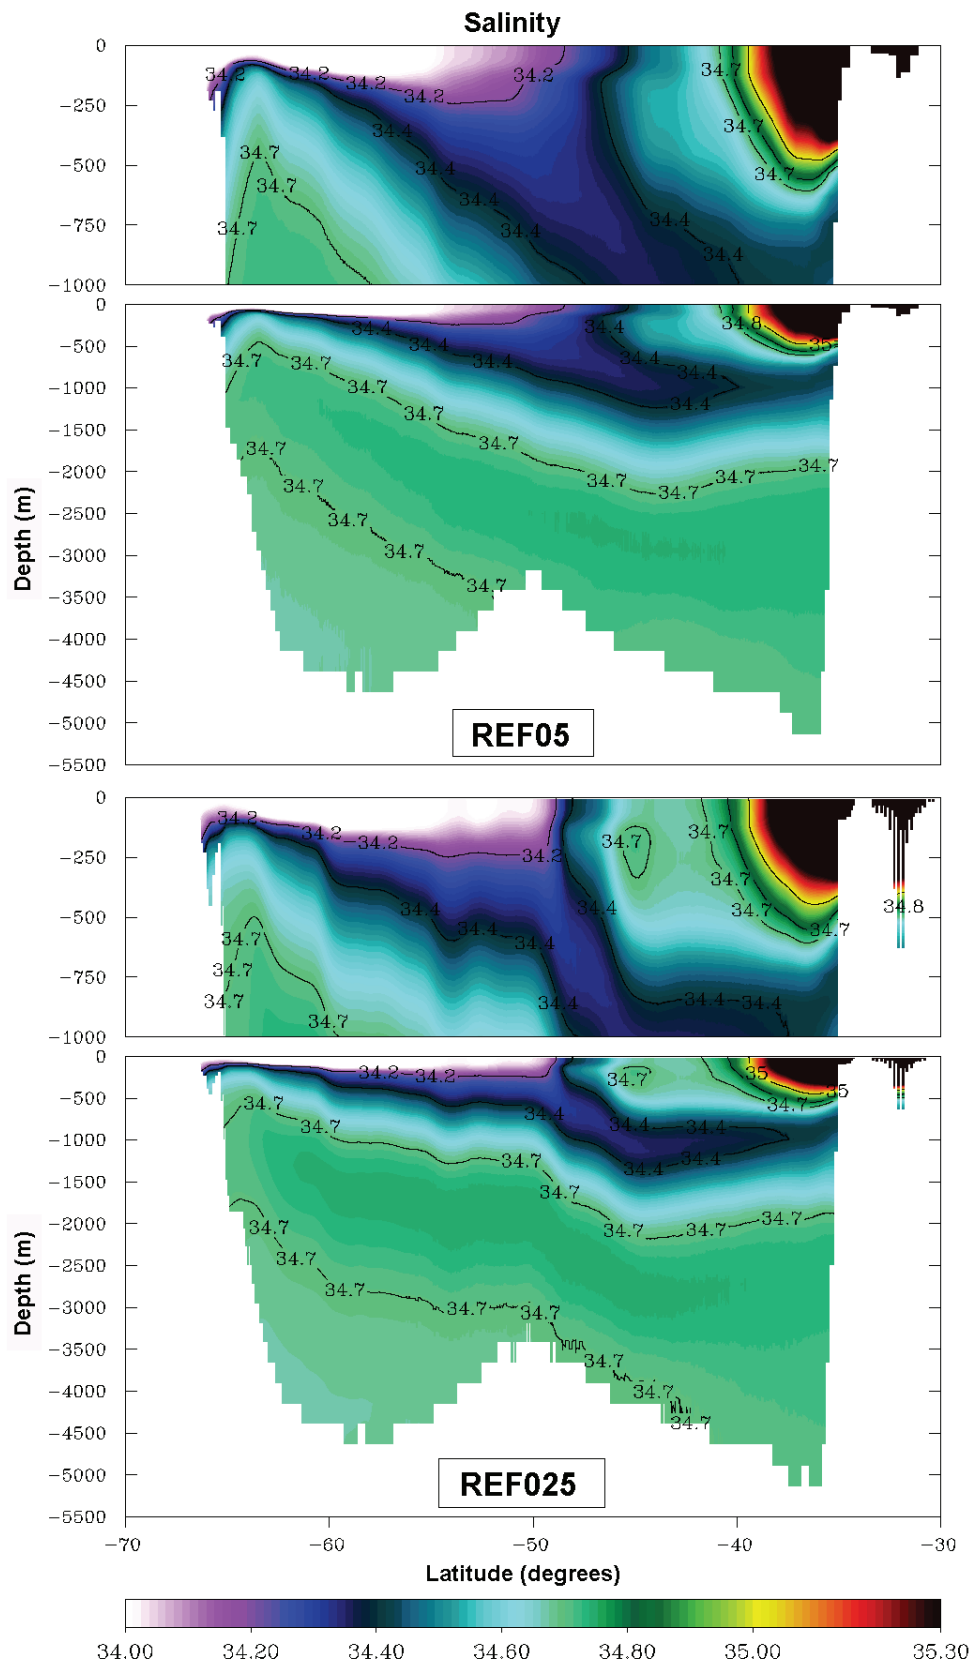 Salinity
0
−250
−500
−750
−1000
34.2 34.2 34.2 34.2 34.2
34.4 34.4 34.4 34.4
34.4 34.4
34.7 34.7 34.7
34.7 34.7 34.7
0
−500
−1000
−1500
−2000
−2500
−3000
−3500
−4000
−4500
−5000
−5500
Depth (m)
34.4 34.4 34.4 34.4
34.4 34.4 34.4
34.8 35
34.7 34.7 34.7 34.7 34.7 34.7 34.7 34.7 34.7
34.7 34.7 34.7 34.7 34.7
REF05
0
−250
−500
−750
−1000
34.2 34.2 34.2 34.2
34.4 34.4 34.4 34.4
34.4 34.4 34.4
34.7 34.7 34.7 34.7 34.7
34.7 34.7 34.7 34.7
34.8
0
−500
−1000
−1500
−2000
−2500
−3000
−3500
−4000
−4500
−5000
−5500
Depth (m)
34.2 34.2
34.4 34.4 34.4 34.4
34.7 35 35 34.7
34.7 34.7 34.7 34.7 34.7 34.7 34.7
34.7 34.7 34.7 34.7 34.7 34.7 34.7 34.7
REF025
−70 −60 −50 −40 −30
Latitude (degrees)
34.00 34.20 34.40 34.60 34.80 35.00 35.30